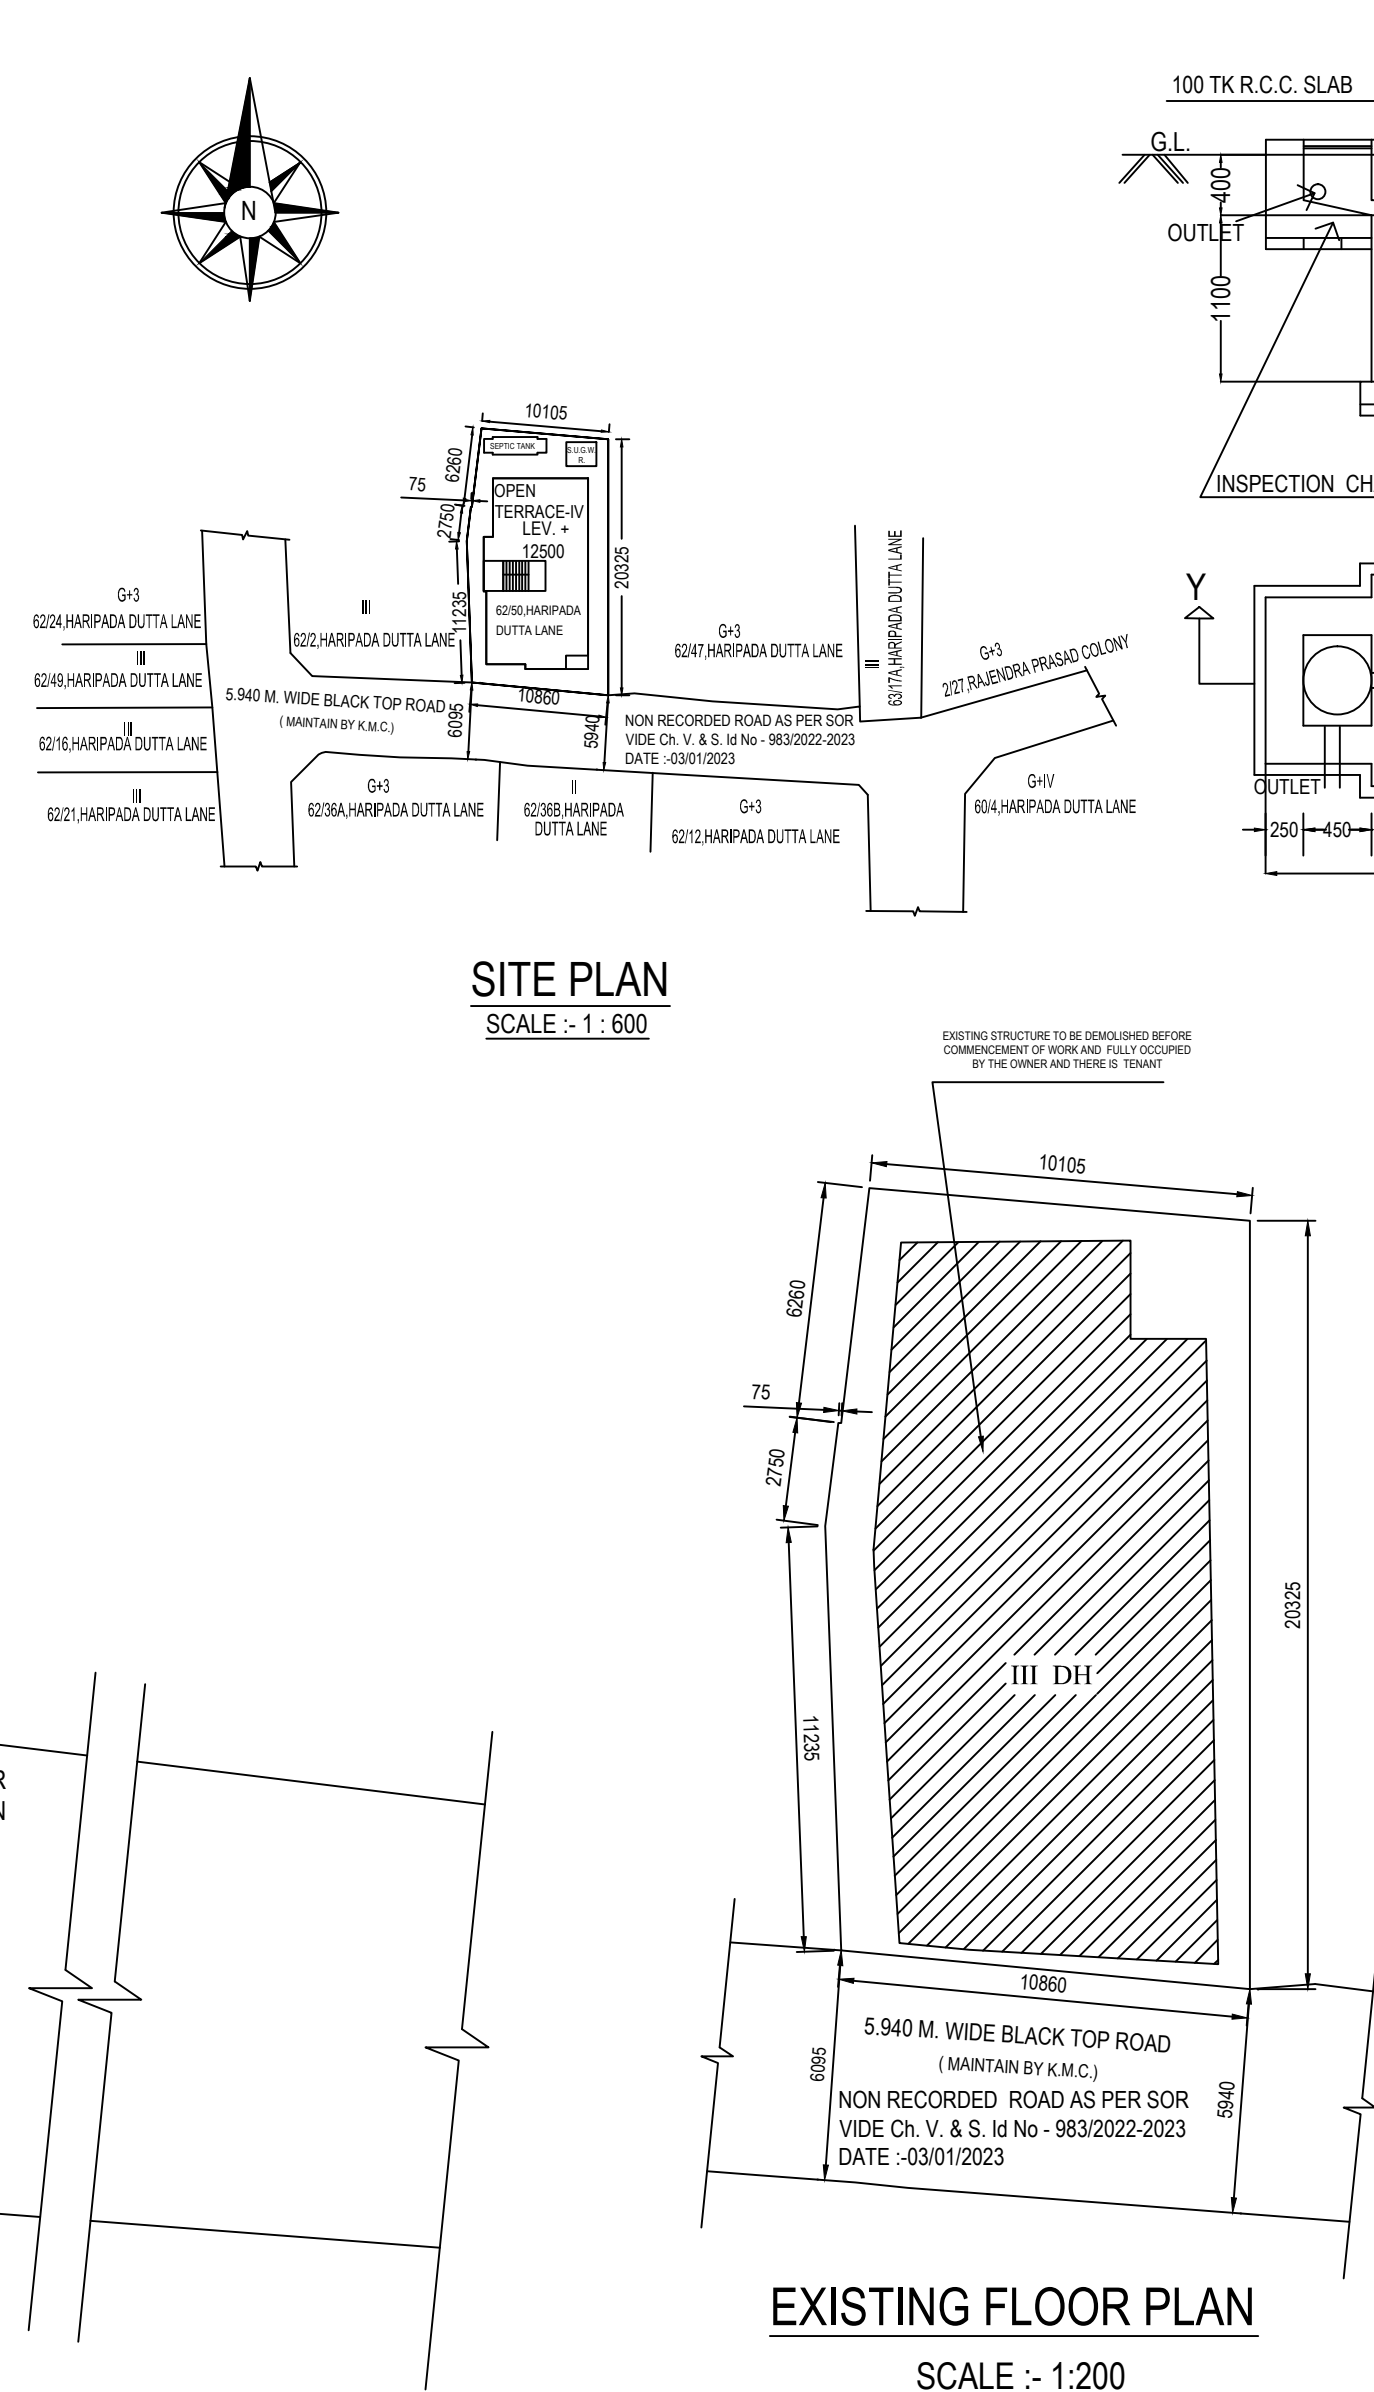 100 TK R.C.C. SLAB
G.L.
400
OUTLET
1100
INSPECTION CH
N
10105
SEPTIC TANK
S.U.G.W.
R.
6260
75
2750
OPEN
TERRACE-IV
LEV. +
12500
20325
11235
62/50,HARIPADA
DUTTA LANE
G+3
62/24,HARIPADA DUTTA LANE
III
62/49,HARIPADA DUTTA LANE
III
62/16,HARIPADA DUTTA LANE
III
62/21,HARIPADA DUTTA LANE
III
62/2,HARIPADA DUTTA LANE
5.940 M. WIDE BLACK TOP ROAD
( MAINTAIN BY K.M.C.)
6095
10860
5940
NON RECORDED ROAD AS PER SOR
VIDE Ch. V. & S. Id No - 983/2022-2023
DATE :-03/01/2023
G+3
62/47,HARIPADA DUTTA LANE
III
63/17A,HARIPADA DUTTA LANE
G+3
2/27,RAJENDRA PRASAD COLONY
G+3
62/36A,HARIPADA DUTTA LANE
II
62/36B,HARIPADA
DUTTA LANE
G+3
62/12,HARIPADA DUTTA LANE
G+IV
60/4,HARIPADA DUTTA LANE
Y
OUTLET
250
450
SITE PLAN
SCALE :- 1 : 600
EXISTING STRUCTURE TO BE DEMOLISHED BEFORE
COMMENCEMENT OF WORK AND FULLY OCCUPIED
BY THE OWNER AND THERE IS TENANT
10105
6260
75
2750
11235
20325
III DH
R
N
10860
5.940 M. WIDE BLACK TOP ROAD
( MAINTAIN BY K.M.C.)
6095
5940
NON RECORDED ROAD AS PER SOR
VIDE Ch. V. & S. Id No - 983/2022-2023
DATE :-03/01/2023
EXISTING FLOOR PLAN
SCALE :- 1:200